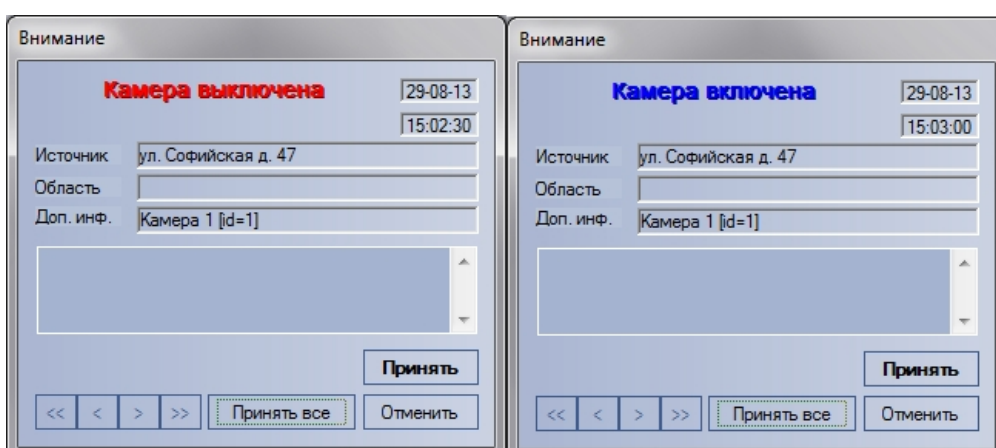 Внимание
Камера выключена
29-08-13
15:02:30
Источник ул. Софийская д. 47
Область
Доп. инф. Камера 1 [id=1]
Принять
<< < > >> Принять все Отменить
Внимание
Камера включена
29-08-13
15:03:00
Источник ул. Софийская д. 47
Область
Доп. инф. Камера 1 [id=1]
Принять
<< < > >> Принять все Отменить